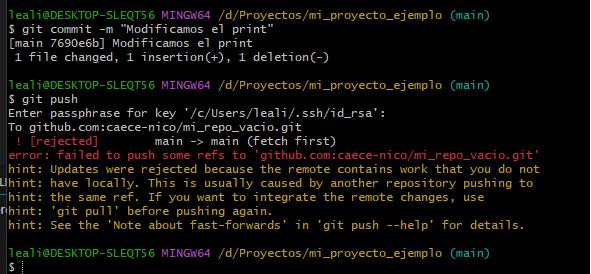 leali@DESKTOP-SLEQT56 MINGW64 /d/Proyectos/mi_proyecto_ejemplo (main)
$ git commit -m "Modificamos el print"
[main 7690e6b] Modificamos el print
 1 file changed, 1 insertion(+), 1 deletion(-)

leali@DESKTOP-SLEQT56 MINGW64 /d/Proyectos/mi_proyecto_ejemplo (main)
$ git push
Enter passphrase for key '/c/Users/leali/.ssh/id_rsa':
To github.com:caece-nico/mi_repo_vacio.git
 ! [rejected]        main -> main (fetch first)
error: failed to push some refs to 'github.com:caece-nico/mi_repo_vacio.git'
hint: Updates were rejected because the remote contains work that you do not
hint: have locally. This is usually caused by another repository pushing to
hint: the same ref. If you want to integrate the remote changes, use
hint: 'git pull' before pushing again.
hint: See the 'Note about fast-forwards' in 'git push --help' for details.

leali@DESKTOP-SLEQT56 MINGW64 /d/Proyectos/mi_proyecto_ejemplo (main)
$